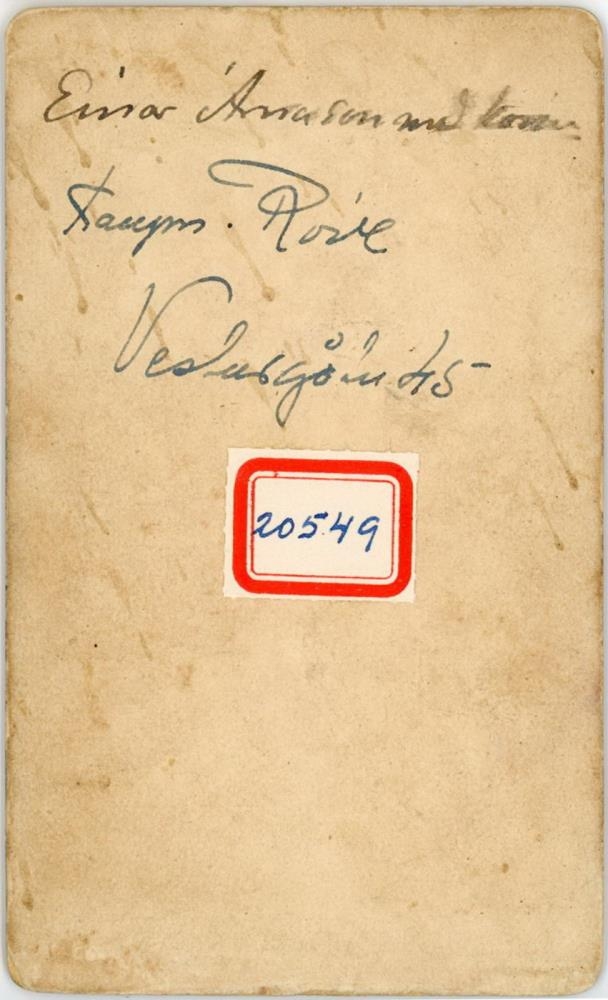 Einar Árnason með konu
kaupm. Rvík
Vesturgötu 45
20549